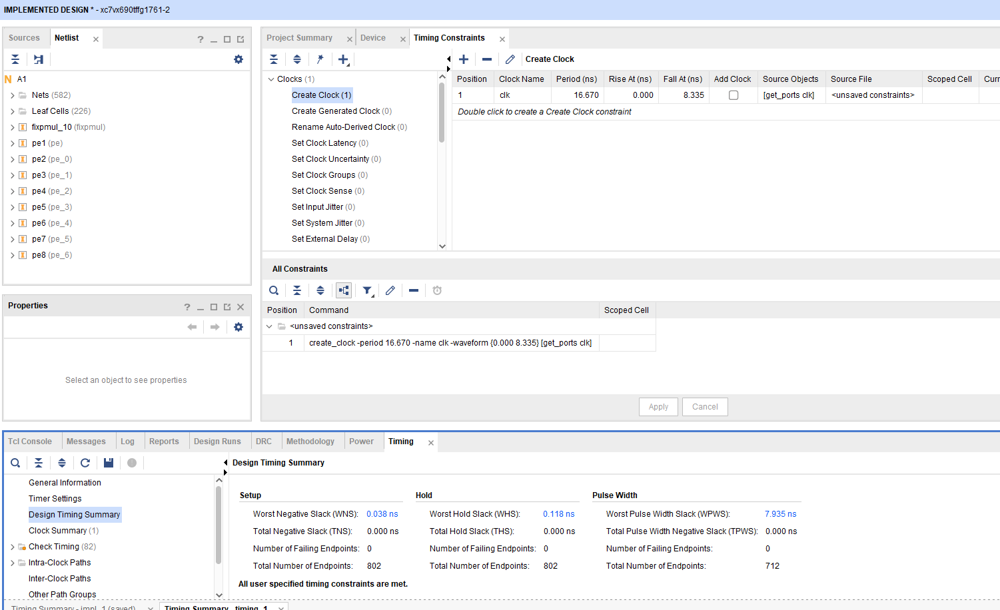 IMPLEMENTED DESIGN * - xc7vx690tffg1761-2
Sources Netlist
A1
Nets (582)
Leaf Cells (226)
fixpmul_10 (fixpmul)
pe1 (pe)
pe2 (pe_0)
pe3 (pe_1)
pe4 (pe_2)
pe5 (pe_3)
pe6 (pe_4)
pe7 (pe_5)
pe8 (pe_6)
Properties
Select an object to see properties
Project Summary Device Timing Constraints
Clocks (1)
Create Clock (1)
Create Generated Clock (0)
Rename Auto-Derived Clock (0)
Set Clock Latency (0)
Set Clock Uncertainty (0)
Set Clock Groups (0)
Set Clock Sense (0)
Set Input Jitter (0)
Set System Jitter (0)
Set External Delay (0)
Create Clock
Position Clock Name Period (ns) Rise At (ns) Fall At (ns) Add Clock Source Objects Source File Scoped Cell Curr
1 clk 16.670 0.000 8.335 [get_ports clk] <unsaved constraints>
Double click to create a Create Clock constraint
All Constraints
Position Command Scoped Cell
<unsaved constraints>
1 create_clock -period 16.670 -name clk -waveform {0.000 8.335} [get_ports clk]
Apply Cancel
Tcl Console Messages Log Reports Design Runs DRC Methodology Power Timing
General Information
Timer Settings
Design Timing Summary
Clock Summary (1)
Check Timing (82)
Intra-Clock Paths
Inter-Clock Paths
Other Path Groups
Design Timing Summary
Setup Hold Pulse Width
Worst Negative Slack (WNS): 0.038 ns Worst Hold Slack (WHS): 0.118 ns Worst Pulse Width Slack (WPWS): 7.935 ns
Total Negative Slack (TNS): 0.000 ns Total Hold Slack (THS): 0.000 ns Total Pulse Width Negative Slack (TPWS): 0.000 ns
Number of Failing Endpoints: 0 Number of Failing Endpoints: 0 Number of Failing Endpoints: 0
Total Number of Endpoints: 802 Total Number of Endpoints: 802 Total Number of Endpoints: 712
All user specified timing constraints are met.
Timing Summary - impl_1 (saved) Timing Summary - timing_1